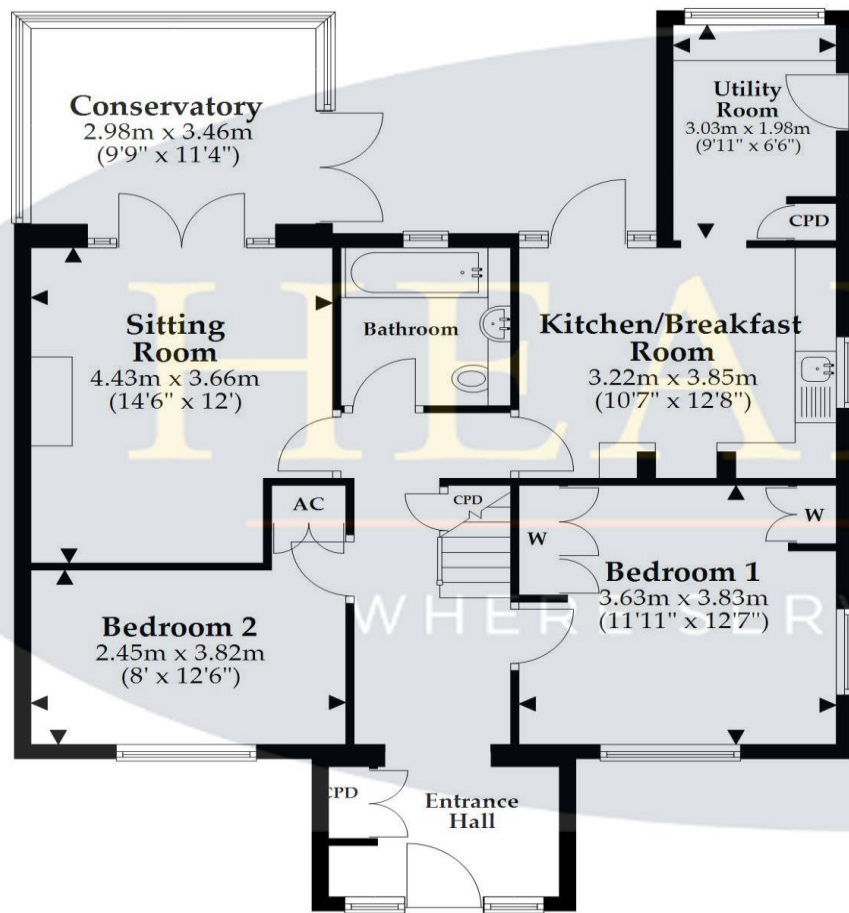 Conservatory
2.98m x 3.46m
(9'9" x 11'4")
Utility
Room
3.03m x 1.98m
(9'11" x 6'6")
CPD
Sitting
Room
4.43m x 3.66m
(14'6" x 12')
Bathroom
Kitchen/Breakfast
Room
3.22m x 3.85m
(10'7" x 12'8")
AC
CPD
W
W
Bedroom 1
3.63m x 3.83m
(11'11" x 12'7")
Bedroom 2
2.45m x 3.82m
(8' x 12'6")
CPD
Entrance
Hall
HEA
WHERE SERV